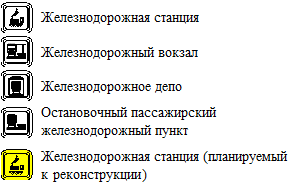 Железнодорожная станция
Железнодорожный вокзал
Железнодорожное депо
Остановочный пассажирский
железнодорожный пункт
Железнодорожная станция (планируемый
к реконструкции)